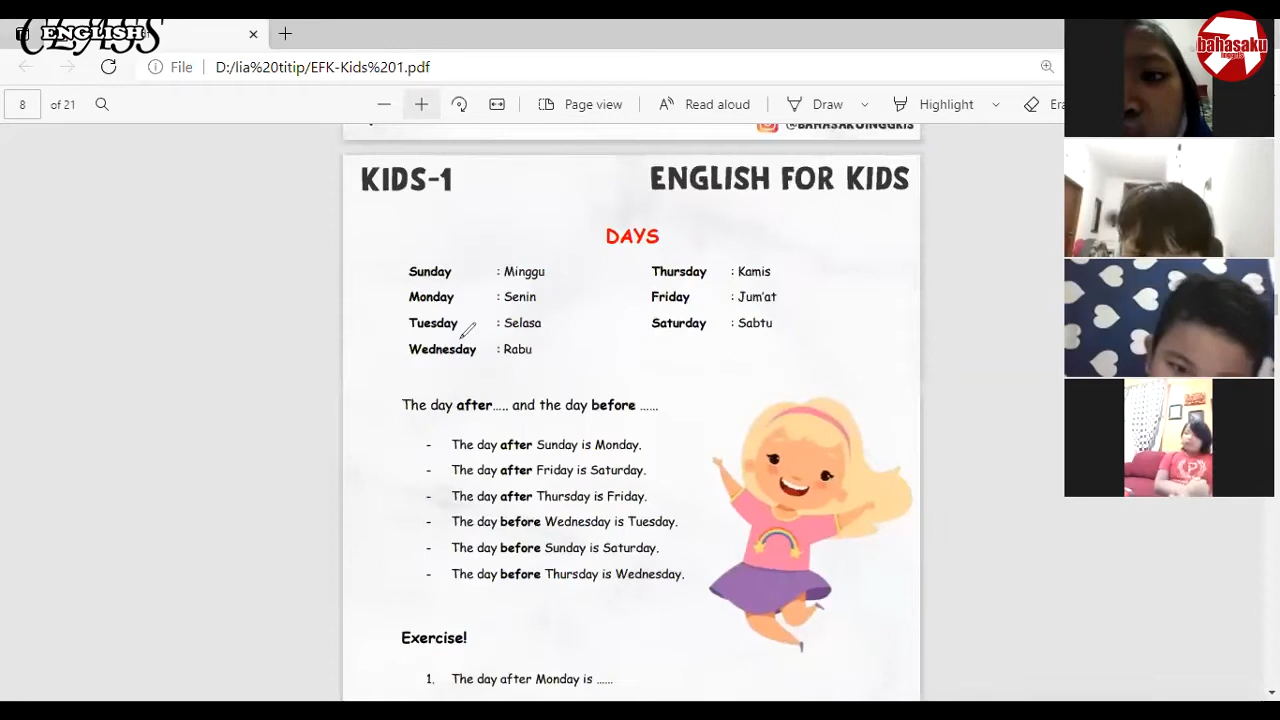 CLASS
ENGLISH
bahasaku
inggris
File D:/lia%20titip/EFK-Kids%201.pdf
8 of 21 Page view Read aloud Draw Highlight
@BAHASAKUINGGRIS
KIDS-1 ENGLISH FOR KIDS
DAYS
Sunday : Minggu Thursday : Kamis
Monday : Senin Friday : Jum'at
Tuesday : Selasa Saturday : Sabtu
Wednesday : Rabu
The day after..... and the day before ......
- The day after Sunday is Monday.
- The day after Friday is Saturday.
- The day after Thursday is Friday.
- The day before Wednesday is Tuesday.
- The day before Sunday is Saturday.
- The day before Thursday is Wednesday.
Exercise!
1. The day after Monday is ......